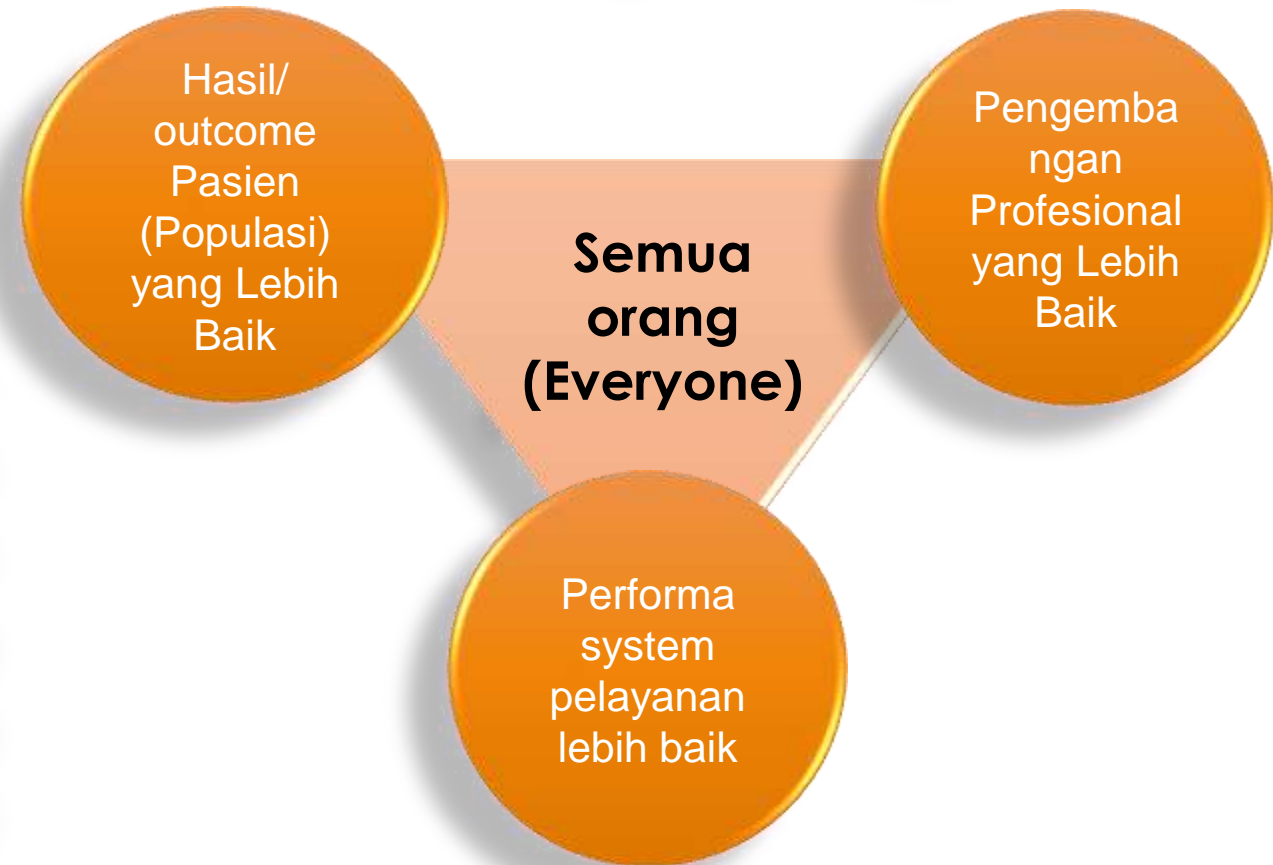 Hasil/
outcome
Pasien
(Populasi)
yang Lebih
Baik
Pengemba
ngan
Profesional
yang Lebih
Baik
Semua
orang
(Everyone)
Performa
system
pelayanan
lebih baik